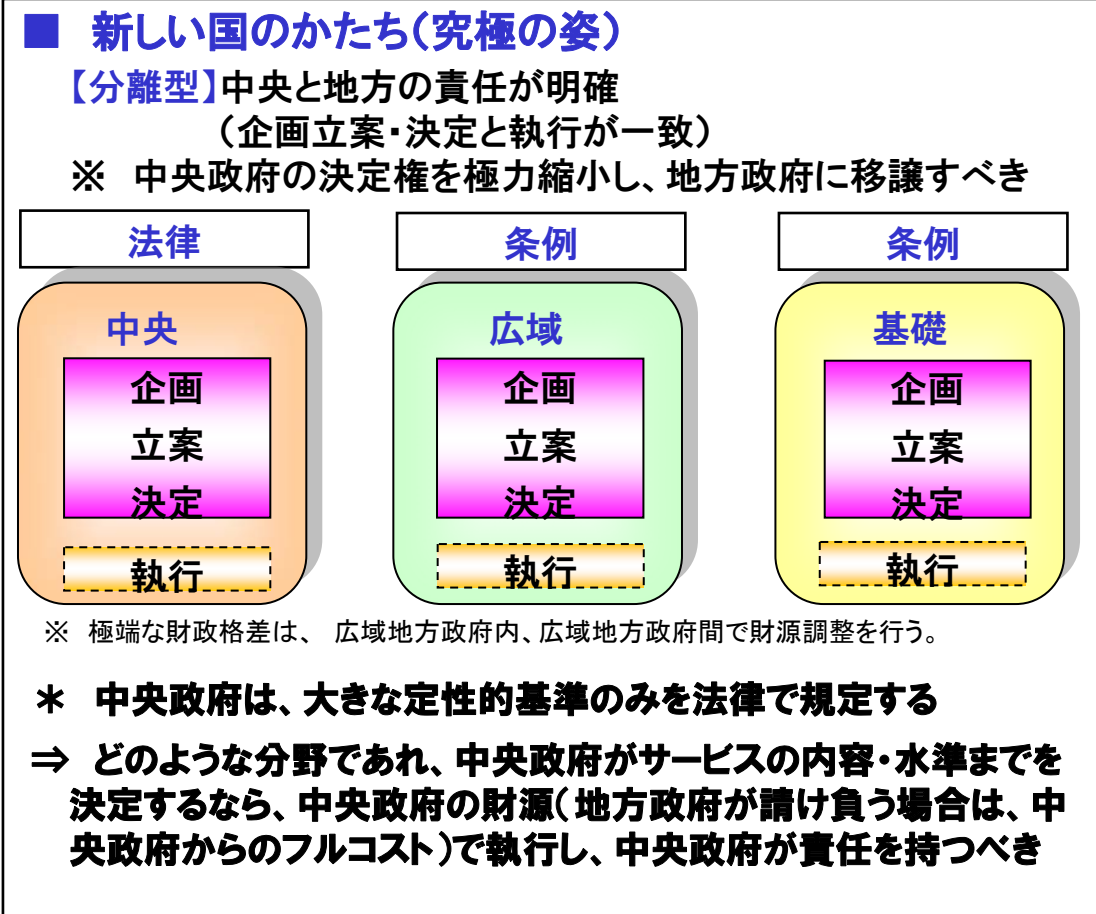 ■ 新しい国のかたち(究極の姿)
【分離型】中央と地方の責任が明確
(企画立案・決定と執行が一致)
※ 中央政府の決定権を極力縮小し、地方政府に移譲すべき
法律
条例
条例
中央
企画
立案
決定
執行
広域
企画
立案
決定
執行
基礎
企画
立案
決定
執行
※ 極端な財政格差は、 広域地方政府内、広域地方政府間で財源調整を行う。
＊ 中央政府は、大きな定性的基準のみを法律で規定する
⇒ どのような分野であれ、中央政府がサービスの内容・水準までを
決定するなら、中央政府の財源(地方政府が請け負う場合は、中
央政府からのフルコスト)で執行し、中央政府が責任を持つべき